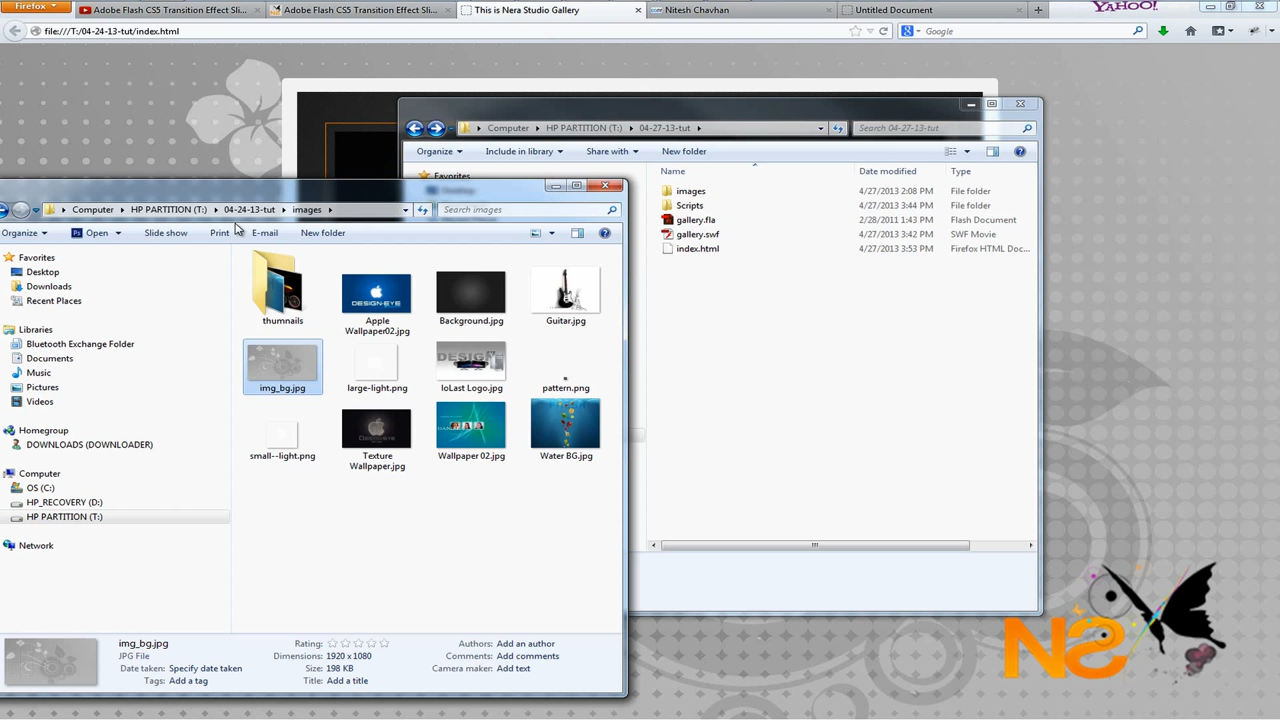 Firefox
Adobe Flash CS5 Transition Effect Sli...
Adobe Flash CS5 Transition Effect Sli...
This is Nera Studio Gallery
Nitesh Chavhan
Untitled Document
YAHOO!
file:///T:/04-24-13-tut/index.html
Google
Computer HP PARTITION (T:) 04-27-13-tut
Search 04-27-13-tut
Organize Include in library Share with New folder
Favorites
Desktop
Name Date modified Type
images 4/27/2013 2:08 PM File folder
Scripts 4/27/2013 3:44 PM File folder
gallery.fla 2/28/2011 1:43 PM Flash Document
gallery.swf 4/27/2013 3:42 PM SWF Movie
index.html 4/27/2013 3:53 PM Firefox HTML Doc...
Computer HP PARTITION (T:) 04-24-13-tut images
Search images
Organize Open Slide show Print E-mail New folder
Favorites
Desktop
Downloads
Recent Places
Libraries
Bluetooth Exchange Folder
Documents
Music
Pictures
Videos
Homegroup
DOWNLOADS (DOWNLOADER)
Computer
OS (C:)
HP_RECOVERY (D:)
HP PARTITION (T:)
Network
thumnails
Apple Wallpaper02.jpg
Background.jpg
Guitar.jpg
img_bg.jpg
large-light.png
loLast Logo.jpg
pattern.png
small--light.png
Texture Wallpaper.jpg
Wallpaper 02.jpg
Water BG.jpg
DESIGN-EYE
img_bg.jpg
JPG File
Date taken: Specify date taken
Tags: Add a tag
Rating:
Dimensions: 1920 x 1080
Size: 198 KB
Title: Add a title
Authors: Add an author
Comments: Add comments
Camera maker: Add text
NS